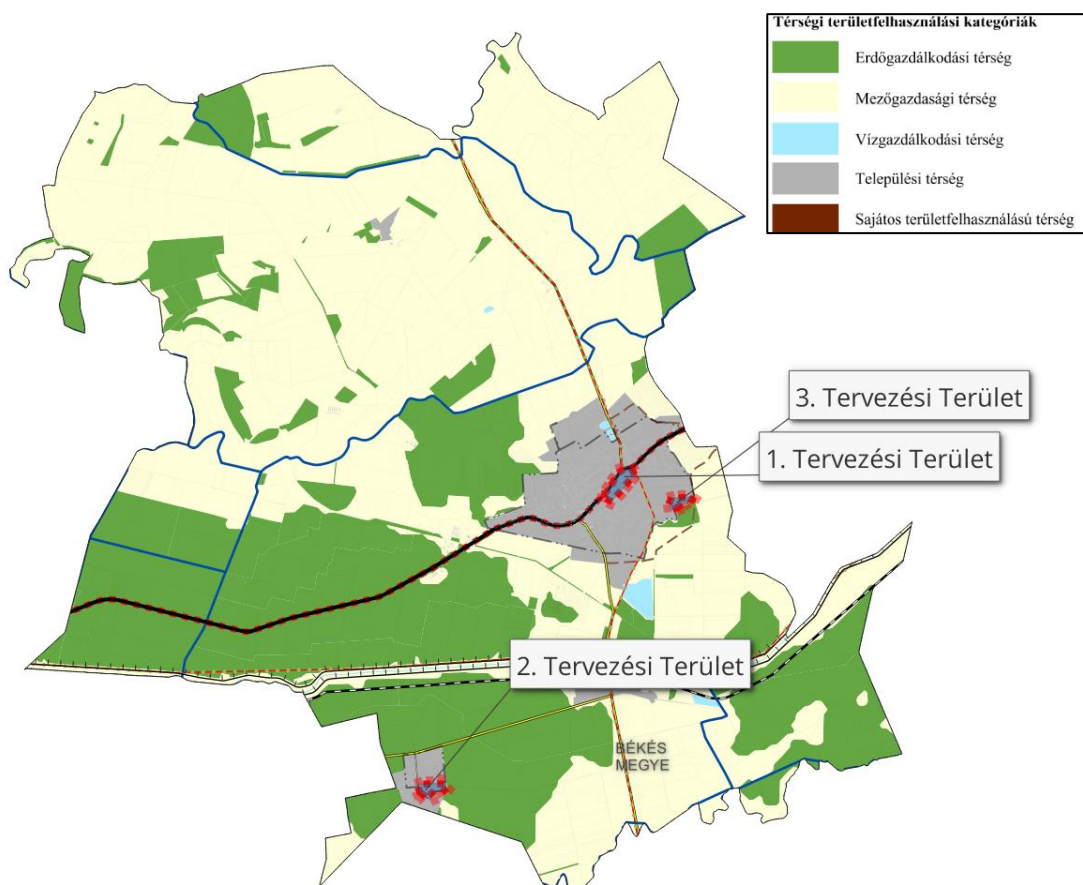 Térségi területfelhasználási kategóriák
Erdőgazdálkodási térség
Mezőgazdasági térség
Vízgazdálkodási térség
Települési térség
Sajátos területfelhasználású térség
3. Tervezési Terület
1. Tervezési Terület
2. Tervezési Terület
BÉKÉS
MEGYE